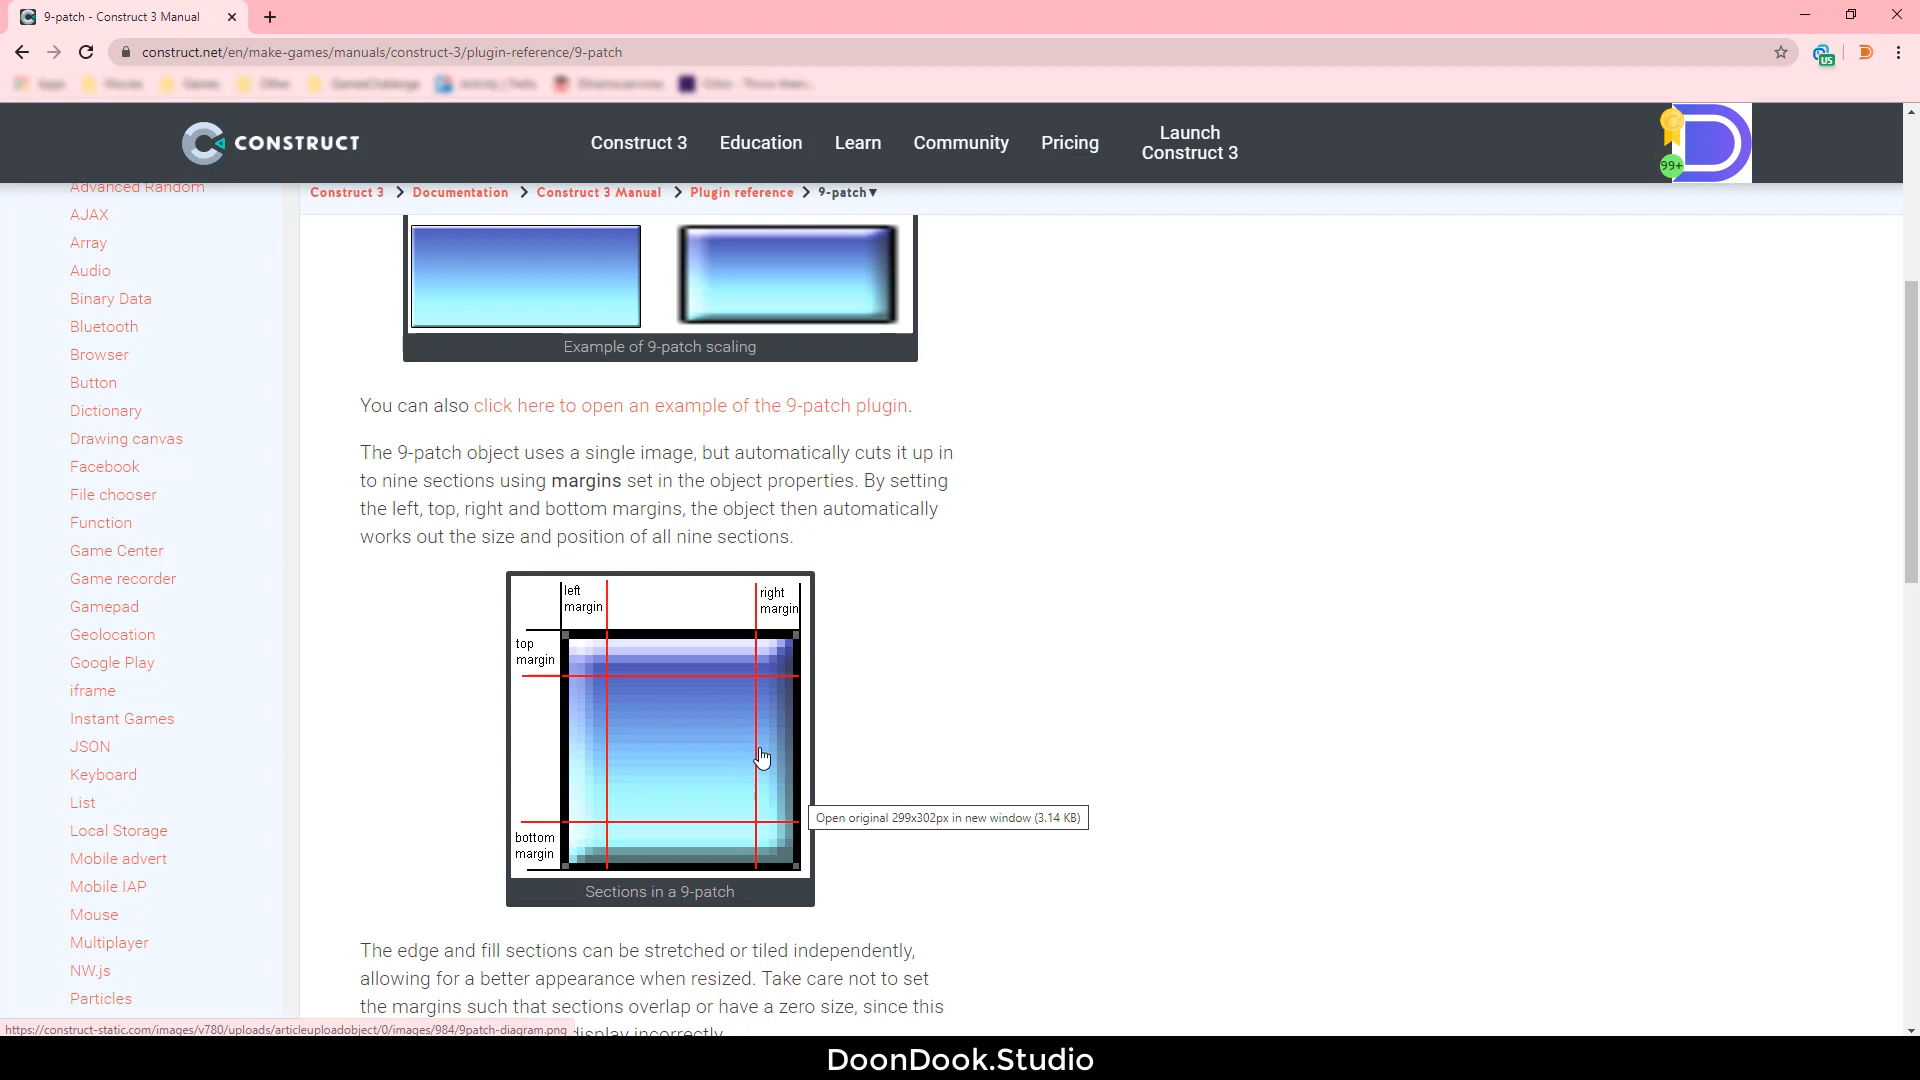 9-patch - Construct 3 Manual
construct.net/en/make-games/manuals/construct-3/plugin-reference/9-patch
US
Apps
Movies
Games
Other
CONSTRUCT
Construct 3
Education
Learn
Community
Pricing
Launch
Construct 3
99+
Construct 3 > Documentation > Construct 3 Manual > Plugin reference > 9-patch▾
Advanced Random
AJAX
Array
Audio
Binary Data
Bluetooth
Browser
Button
Dictionary
Drawing canvas
Facebook
File chooser
Function
Game Center
Game recorder
Gamepad
Geolocation
Google Play
iframe
Instant Games
JSON
Keyboard
List
Local Storage
Mobile advert
Mobile IAP
Mouse
Multiplayer
NW.js
Particles
Example of 9-patch scaling
You can also click here to open an example of the 9-patch plugin.
The 9-patch object uses a single image, but automatically cuts it up in
to nine sections using margins set in the object properties. By setting
the left, top, right and bottom margins, the object then automatically
works out the size and position of all nine sections.
left
margin
right
margin
top
margin
bottom
margin
Open original 299x302px in new window (3.14 KB)
Sections in a 9-patch
The edge and fill sections can be stretched or tiled independently,
allowing for a better appearance when resized. Take care not to set
the margins such that sections overlap or have a zero size, since this
display incorrectly
https://construct-static.com/images/v780/uploads/articleuploadobject/0/images/984/9patch-diagram.png
DoonDook.Studio